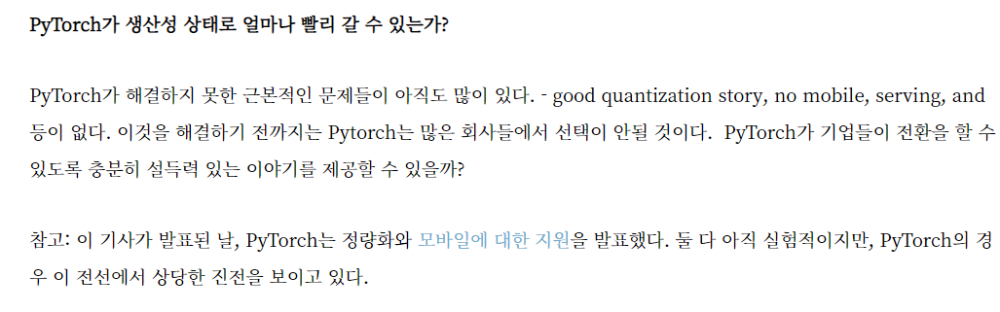 PyTorch가 생산성 상태로 얼마나 빨리 갈 수 있는가?
PyTorch가 해결하지 못한 근본적인 문제들이 아직도 많이 있다. - good quantization story, no mobile, serving, and
등이 없다. 이것을 해결하기 전까지는 Pytorch는 많은 회사들에서 선택이 안될 것이다.  PyTorch가 기업들이 전환을 할 수
있도록 충분히 설득력 있는 이야기를 제공할 수 있을까?
참고: 이 기사가 발표된 날, PyTorch는 정량화와 모바일에 대한 지원을 발표했다. 둘 다 아직 실험적이지만, PyTorch의 경
우 이 전선에서 상당한 진전을 보이고 있다.